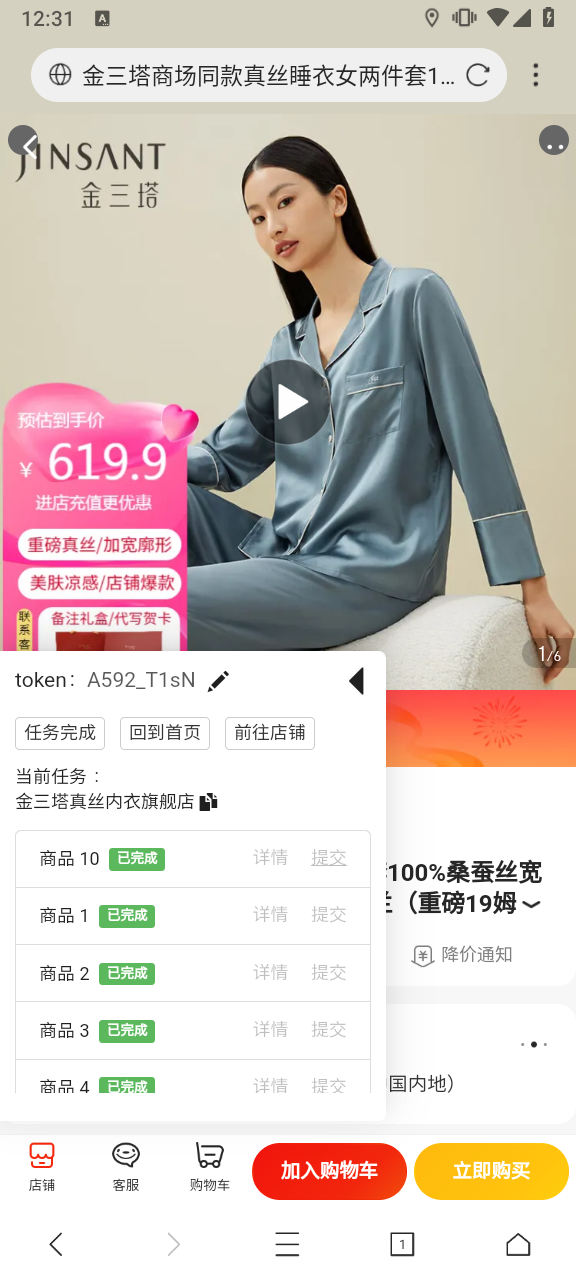 12:31
A
金三塔商场同款真丝睡衣女两件套1...
JINSANT
金三塔
预估到手价
¥ 619.9
进店充值更优惠
重磅真丝/加宽廓形
美肤凉感/店铺爆款
联系客
备注礼盒/代写贺卡
1/6
token： A592_T1sN
任务完成 回到首页 前往店铺
当前任务：
金三塔真丝内衣旗舰店
商品 10 已完成 详情 提交
商品 1 已完成 详情 提交
商品 2 已完成 详情 提交
商品 3 已完成 详情 提交
商品 4 已完成 详情 提交
100%桑蚕丝宽
（重磅19姆
降价通知
国内地）
店铺 客服 购物车 加入购物车 立即购买
1